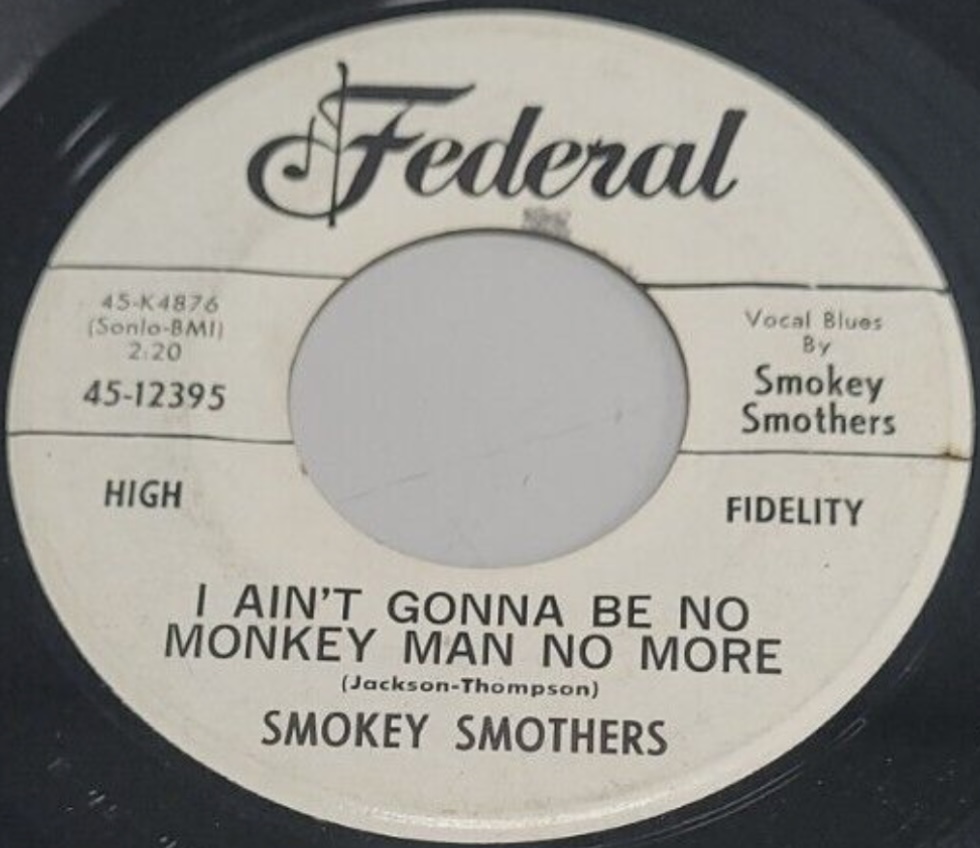 Federal
45-K4876
(Sonlo-BMI)
2:20
45-12395
Vocal Blues
By
Smokey
Smothers
HIGH
FIDELITY
I AIN'T GONNA BE NO
MONKEY MAN NO MORE
(Jackson-Thompson)
SMOKEY SMOTHERS